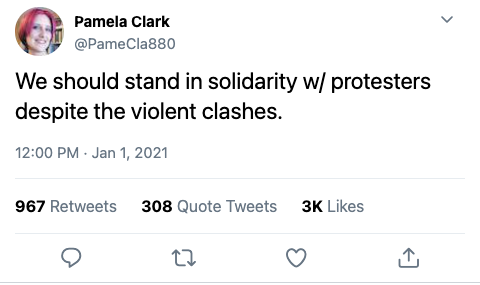 Pamela Clark
@PameCla880
We should stand in solidarity w/ protesters
despite the violent clashes.
12:00 PM · Jan 1, 2021
967 Retweets 308 Quote Tweets 3K Likes